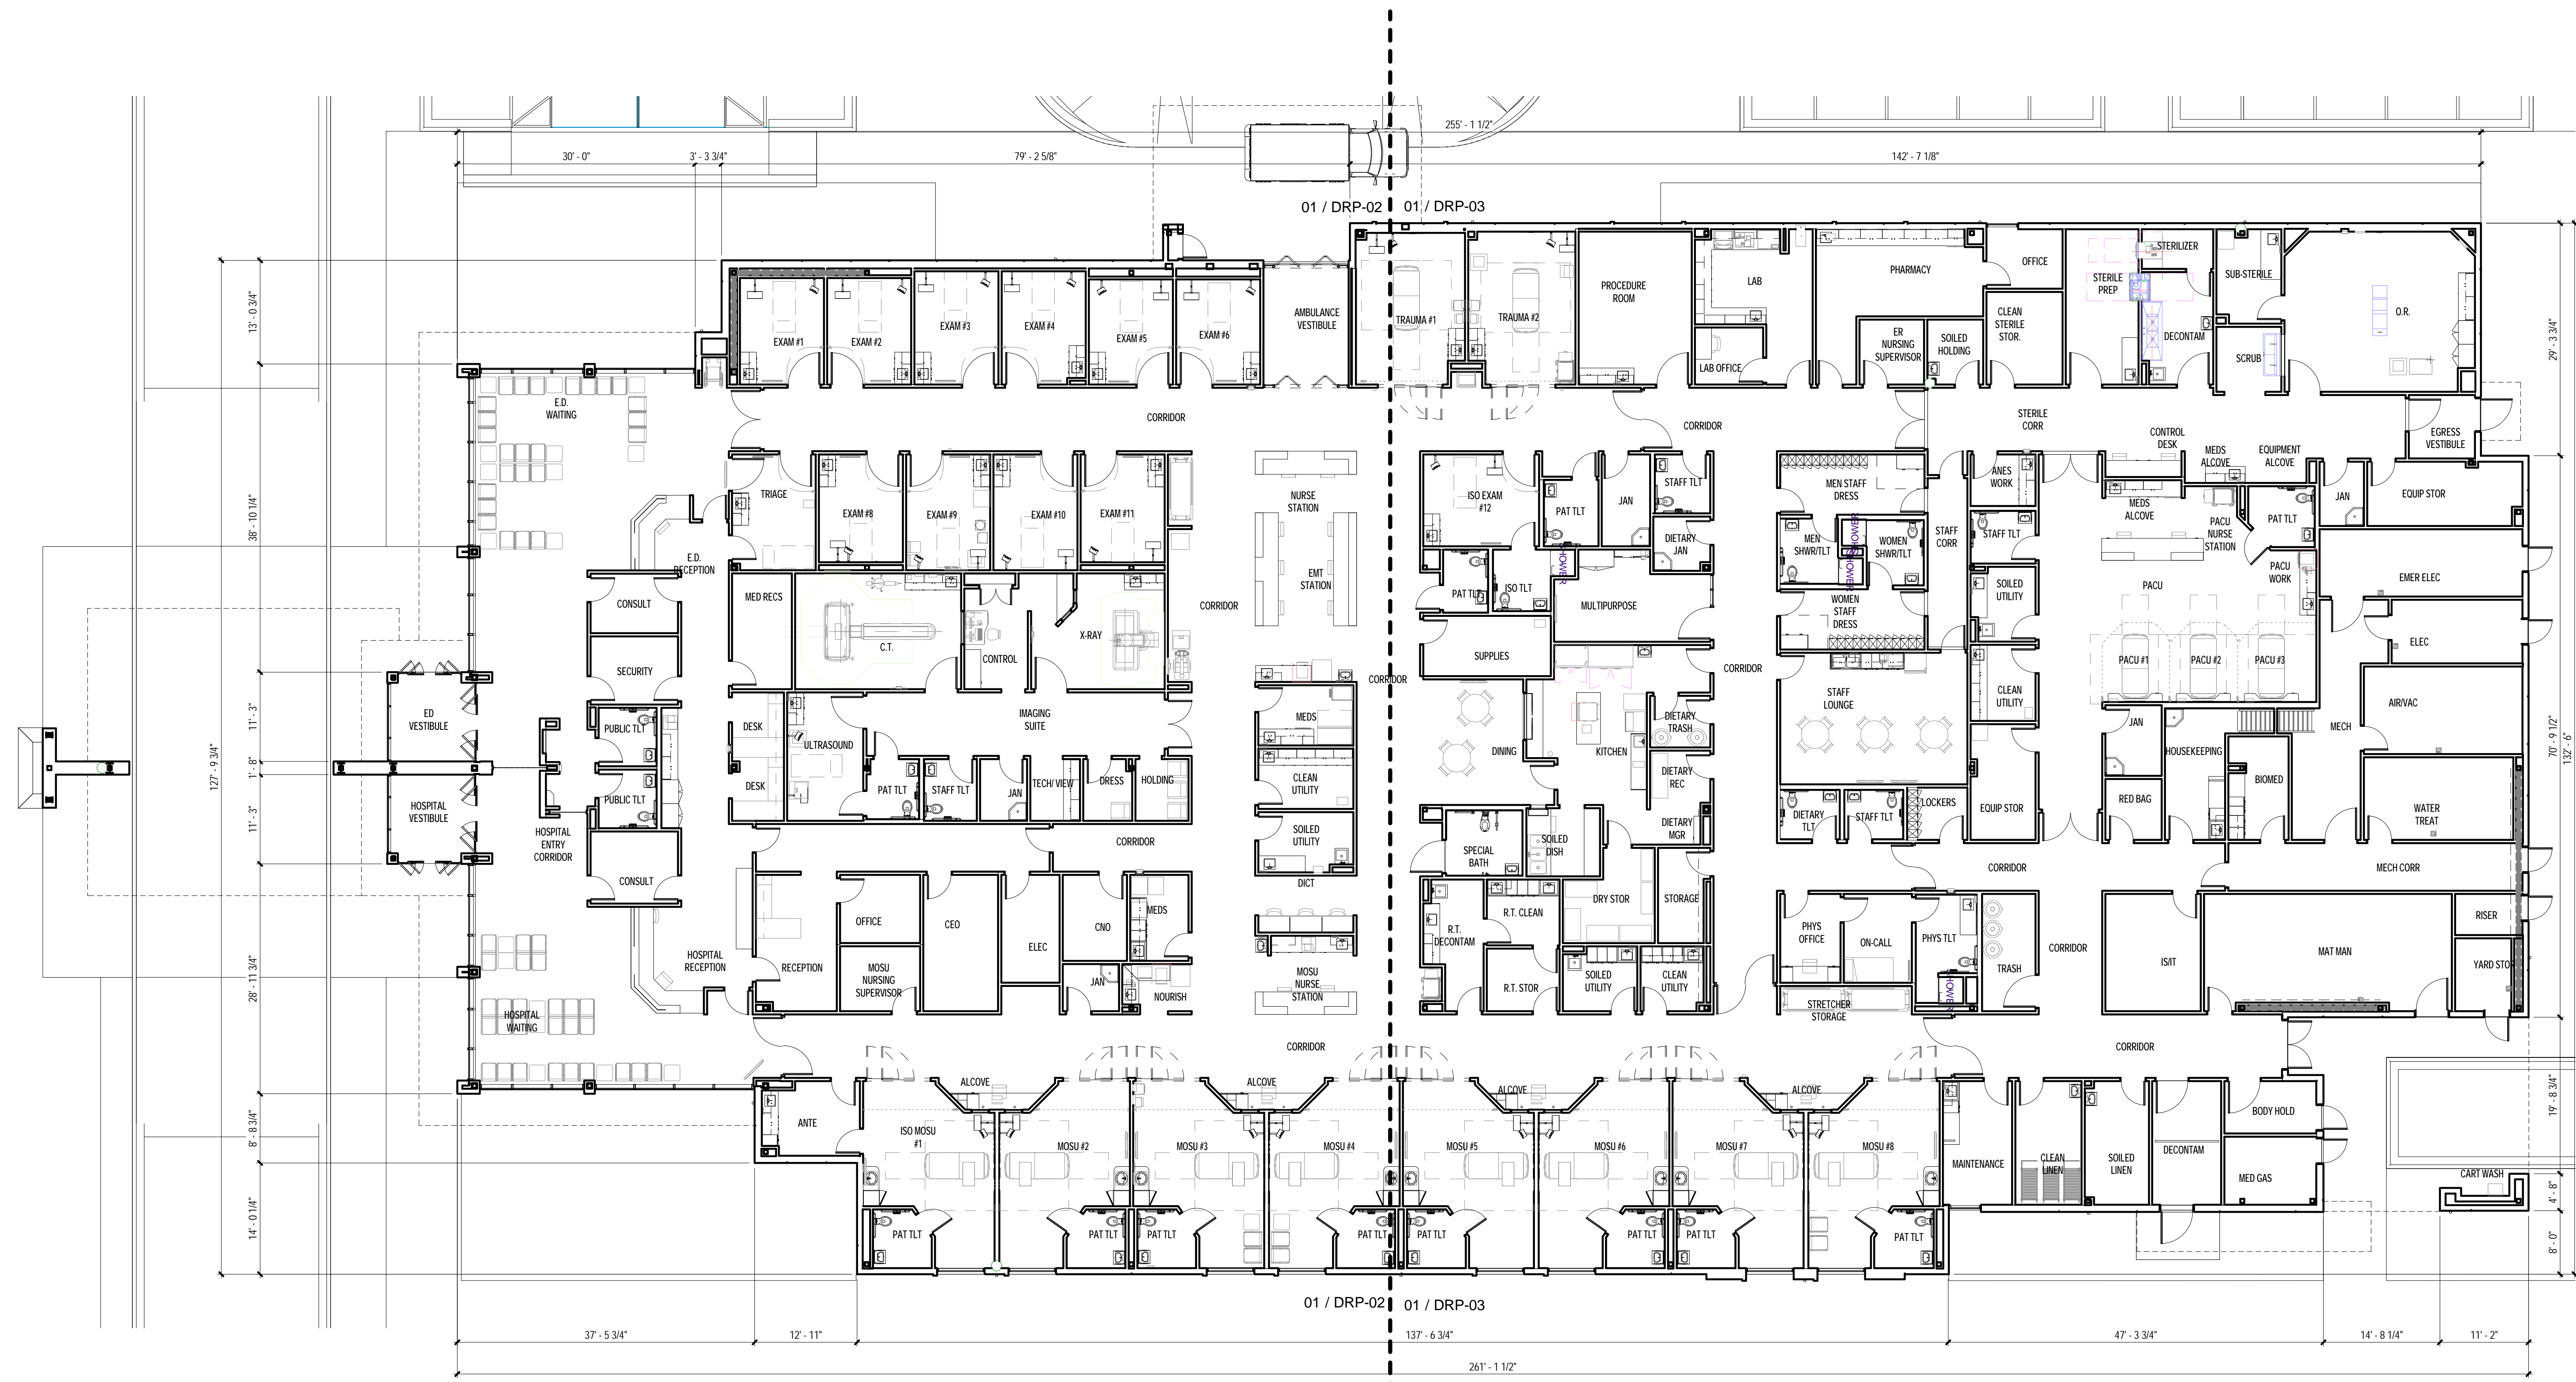 255' - 1 1/2"
30' - 0"
3' - 3 3/4"
79' - 2 5/8"
142' - 7 1/8"
01 / DRP-02
01 / DRP-03
13' - 0 3/4"
38' - 10 1/4"
11' - 3"
1' - 8"
11' - 3"
28' - 11 3/4"
8' - 8 3/4"
14' - 0 1/4"
127' - 9 3/4"
EXAM #1
EXAM #2
EXAM #3
EXAM #4
EXAM #5
EXAM #6
AMBULANCE
VESTIBULE
TRAUMA #1
TRAUMA #2
PROCEDURE
ROOM
LAB
LAB OFFICE
PHARMACY
OFFICE
ER
NURSING
SUPERVISOR
SOILED
HOLDING
CLEAN
STERILE
STOR.
STERILE
PREP
STERILIZER
DECONTAM
SUB-STERILE
SCRUB
O.R.
29' - 3 3/4"
E.D.
WAITING
CORRIDOR
CORRIDOR
STERILE
CORR
CONTROL
DESK
MEDS
ALCOVE
EQUIPMENT
ALCOVE
EGRESS
VESTIBULE
TRIAGE
EXAM #8
EXAM #9
EXAM #10
EXAM #11
NURSE
STATION
ISO EXAM
#12
PAT TLT
JAN
STAFF TLT
DIETARY
JAN
MEN STAFF
DRESS
MEN
SHWR/TLT
WOMEN
SHWR/TLT
SHOWER
SHOWER
STAFF
CORR
ANES
WORK
STAFF TLT
MEDS
ALCOVE
PACU
NURSE
STATION
PAT TLT
JAN
EQUIP STOR
E.D.
RECEPTION
CONSULT
MED RECS
C.T.
CONTROL
X-RAY
CORRIDOR
EMT
STATION
PAT TLT
ISO TLT
SHOWER
MULTIPURPOSE
WOMEN
STAFF
DRESS
SOILED
UTILITY
PACU
PACU
WORK
EMER ELEC
SECURITY
SUPPLIES
CORRIDOR
CORRIDOR
STAFF
LOUNGE
CLEAN
UTILITY
PACU #1
PACU #2
PACU #3
ELEC
AIR/VAC
ED
VESTIBULE
PUBLIC TLT
DESK
ULTRASOUND
IMAGING
SUITE
MEDS
DINING
KITCHEN
DIETARY
TRASH
DIETARY
REC
JAN
HOUSEKEEPING
MECH
70' - 9 1/2"
132' - 6"
HOSPITAL
VESTIBULE
PUBLIC TLT
DESK
PAT TLT
STAFF TLT
JAN
TECH/ VIEW
DRESS
HOLDING
CLEAN
UTILITY
DIETARY
MGR
DIETARY
TLT
STAFF TLT
LOCKERS
EQUIP STOR
RED BAG
BIOMED
WATER
TREAT
HOSPITAL
ENTRY
CORRIDOR
CONSULT
CORRIDOR
SOILED
UTILITY
DICT
SPECIAL
BATH
SOILED
DISH
CORRIDOR
MECH CORR
OFFICE
CEO
ELEC
CNO
MEDS
R.T.
DECONTAM
R.T. CLEAN
DRY STOR
STORAGE
PHYS
OFFICE
ON-CALL
PHYS TLT
TRASH
CORRIDOR
IS/IT
MAT MAN
RISER
YARD STOR
HOSPITAL
RECEPTION
RECEPTION
MOSU
NURSING
SUPERVISOR
JAN
NOURISH
MOSU
NURSE
STATION
R.T. STOR
SOILED
UTILITY
CLEAN
UTILITY
SHOWER
STRETCHER
STORAGE
HOSPITAL
WAITING
CORRIDOR
CORRIDOR
ALCOVE
ALCOVE
ALCOVE
ALCOVE
ANTE
ISO MOSU
#1
MOSU #2
MOSU #3
MOSU #4
MOSU #5
MOSU #6
MOSU #7
MOSU #8
MAINTENANCE
CLEAN
LINEN
SOILED
LINEN
DECONTAM
BODY HOLD
MED GAS
CART WASH
19' - 8 3/4"
4' - 8"
8' - 0"
PAT TLT
PAT TLT
PAT TLT
PAT TLT
PAT TLT
PAT TLT
PAT TLT
PAT TLT
01 / DRP-02
01 / DRP-03
37' - 5 3/4"
12' - 11"
137' - 6 3/4"
47' - 3 3/4"
14' - 8 1/4"
11' - 2"
261' - 1 1/2"